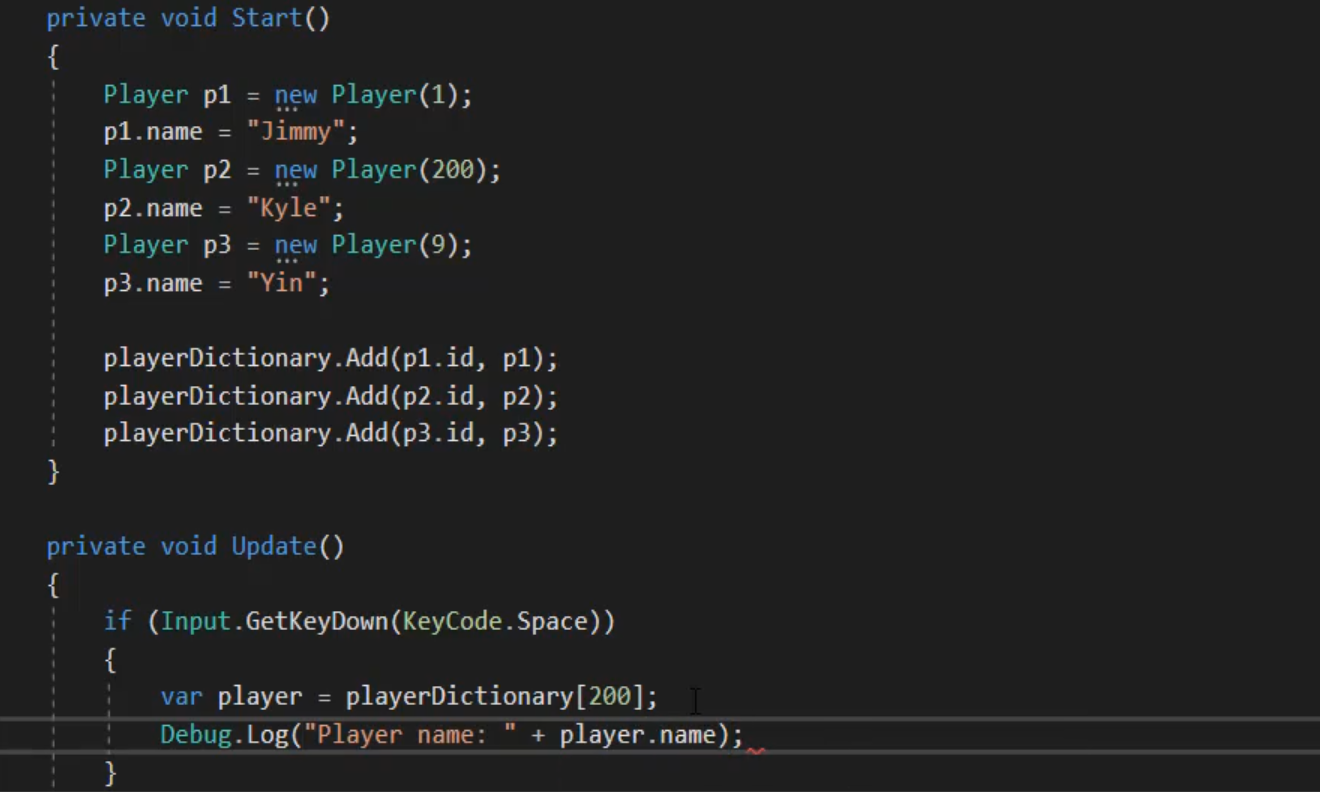 private void Start()
{
Player p1 = new Player(1);
p1.name = "Jimmy";
Player p2 = new Player(200);
p2.name = "Kyle";
Player p3 = new Player(9);
p3.name = "Yin";
playerDictionary.Add(p1.id, p1);
playerDictionary.Add(p2.id, p2);
playerDictionary.Add(p3.id, p3);
}
private void Update()
{
if (Input.GetKeyDown(KeyCode.Space))
{
var player = playerDictionary[200];
Debug.Log("Player name: " + player.name);
}